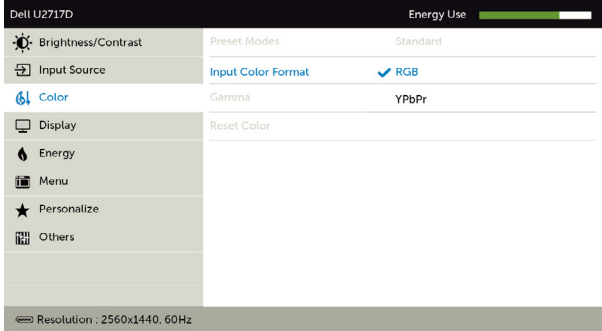 Dell U2717D Energy Use
Brightness/Contrast Preset Modes Standard
Input Source Input Color Format RGB
Color Gamma YPbPr
Display Reset Color
Energy
Menu
Personalize
Others
Resolution : 2560x1440, 60Hz